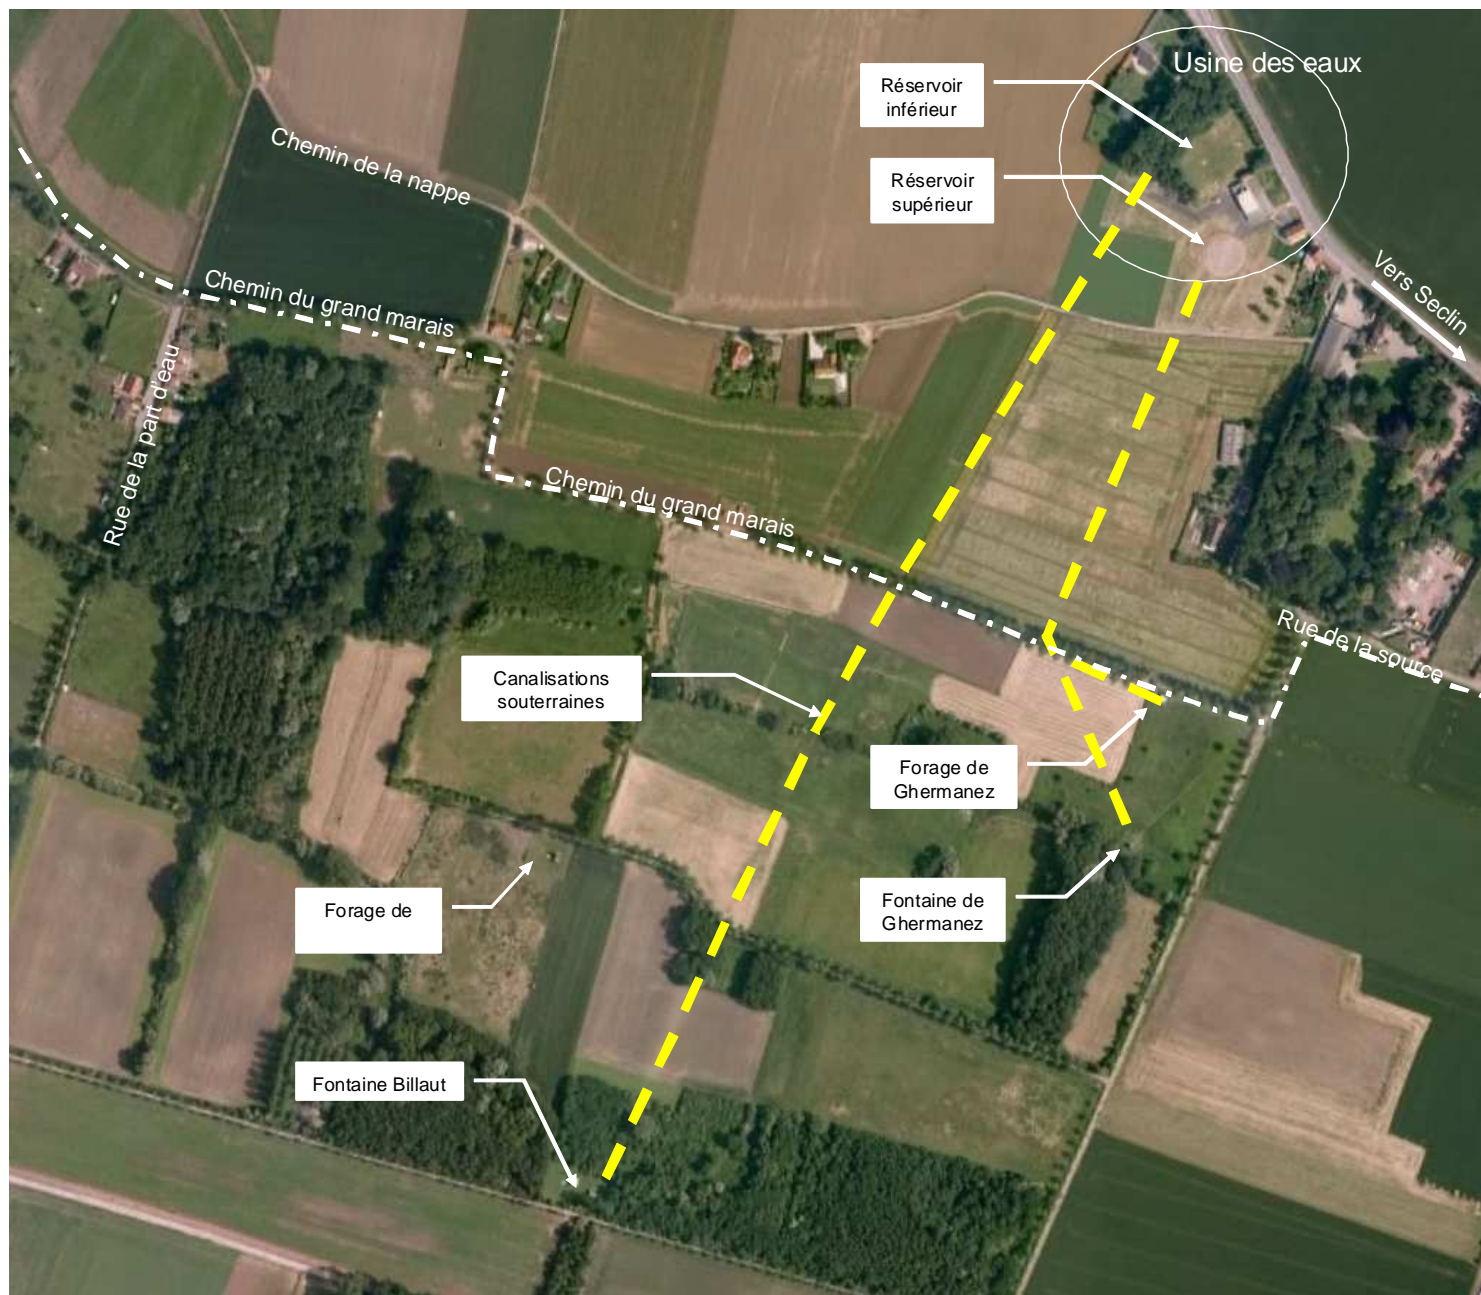 Usine des eaux
Réservoir
inférieur
Réservoir
supérieur
Chemin de la nappe
Vers Seclin
Chemin du grand marais
Rue de la part d'eau
Chemin du grand marais
Rue de la source
Canalisations
souterraines
Forage de
Ghermanez
Forage de
Fontaine de
Ghermanez
Fontaine Billaut